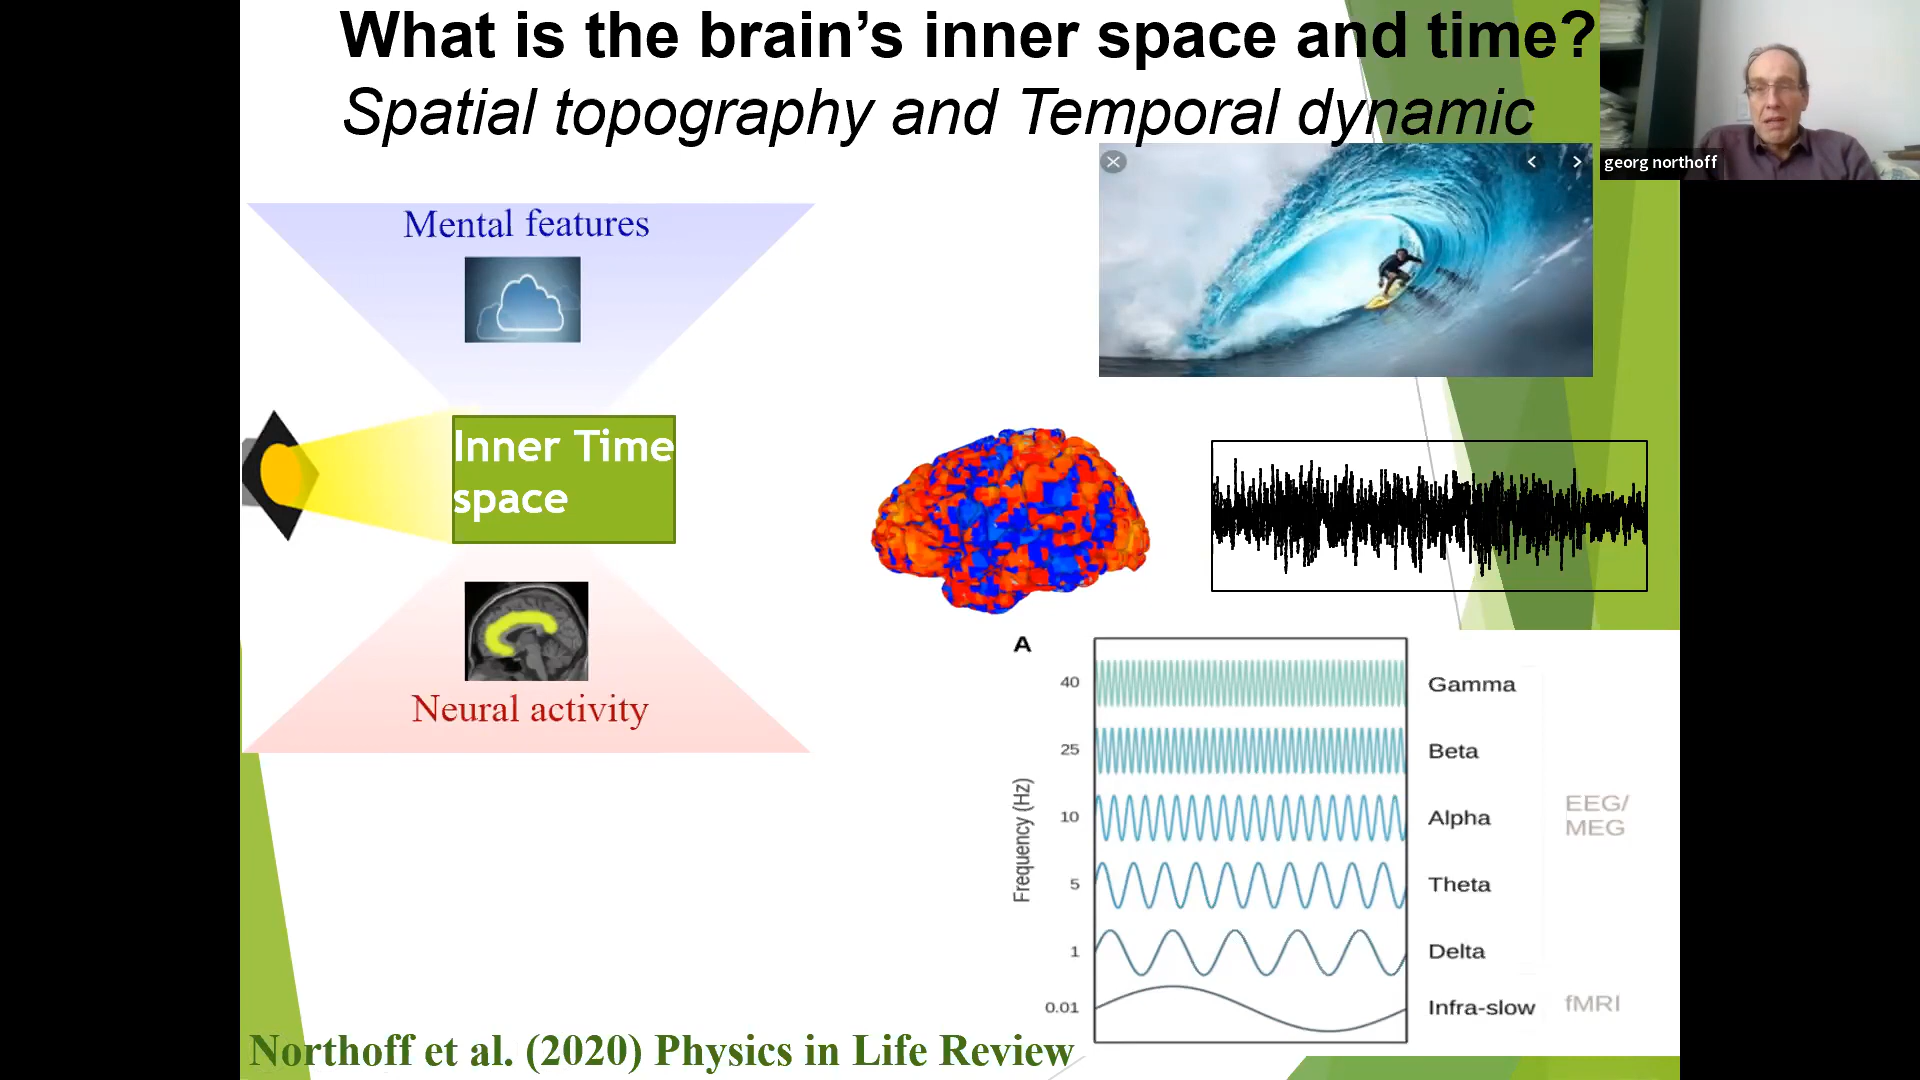 What is the brain’s inner space and time?
Spatial topography and Temporal dynamic
georg northoff
Mental features
Inner Time
space
Neural activity
A
Frequency (Hz)
40
Gamma
25
Beta
10
Alpha
5
Theta
1
Delta
0.01
Infra-slow
EEG/
MEG
fMRI
Northoff et al. (2020) Physics in Life Review